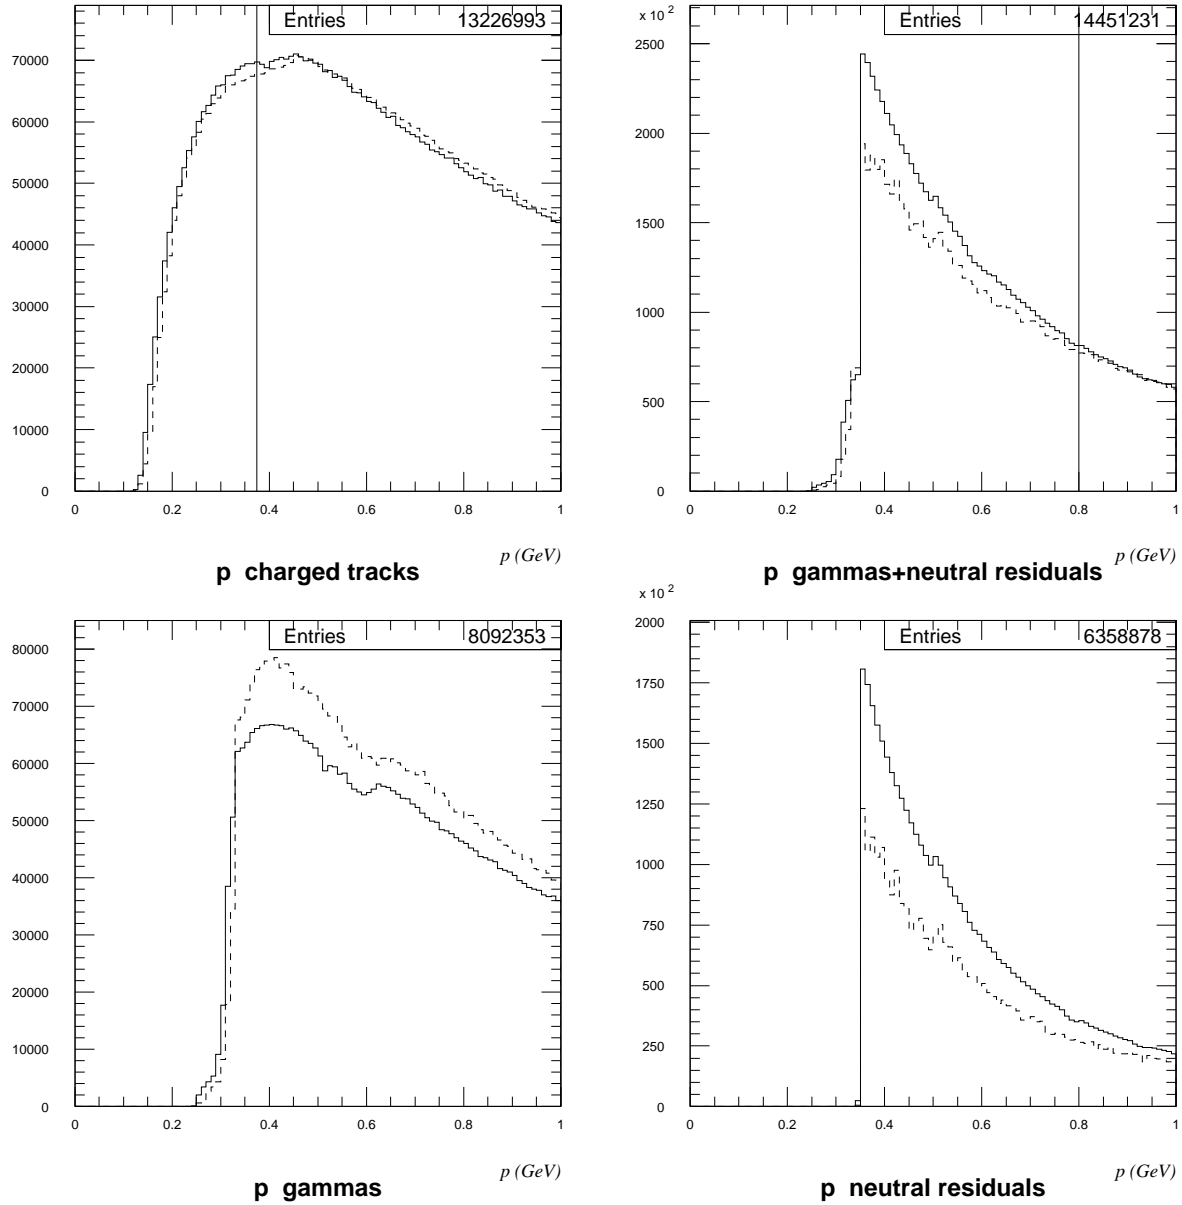 Entries 13226993
70000
60000
50000
40000
30000
20000
10000
0
0 0.2 0.4 0.6 0.8 1
p (GeV)
p charged tracks
x 10 2
Entries 14451231
2500
2000
1500
1000
500
0
0 0.2 0.4 0.6 0.8 1
p (GeV)
p gammas+neutral residuals
Entries 8092353
80000
70000
60000
50000
40000
30000
20000
10000
0
0 0.2 0.4 0.6 0.8 1
p (GeV)
p gammas
x 10 2
Entries 6358878
2000
1750
1500
1250
1000
750
500
250
0
0 0.2 0.4 0.6 0.8 1
p (GeV)
p neutral residuals